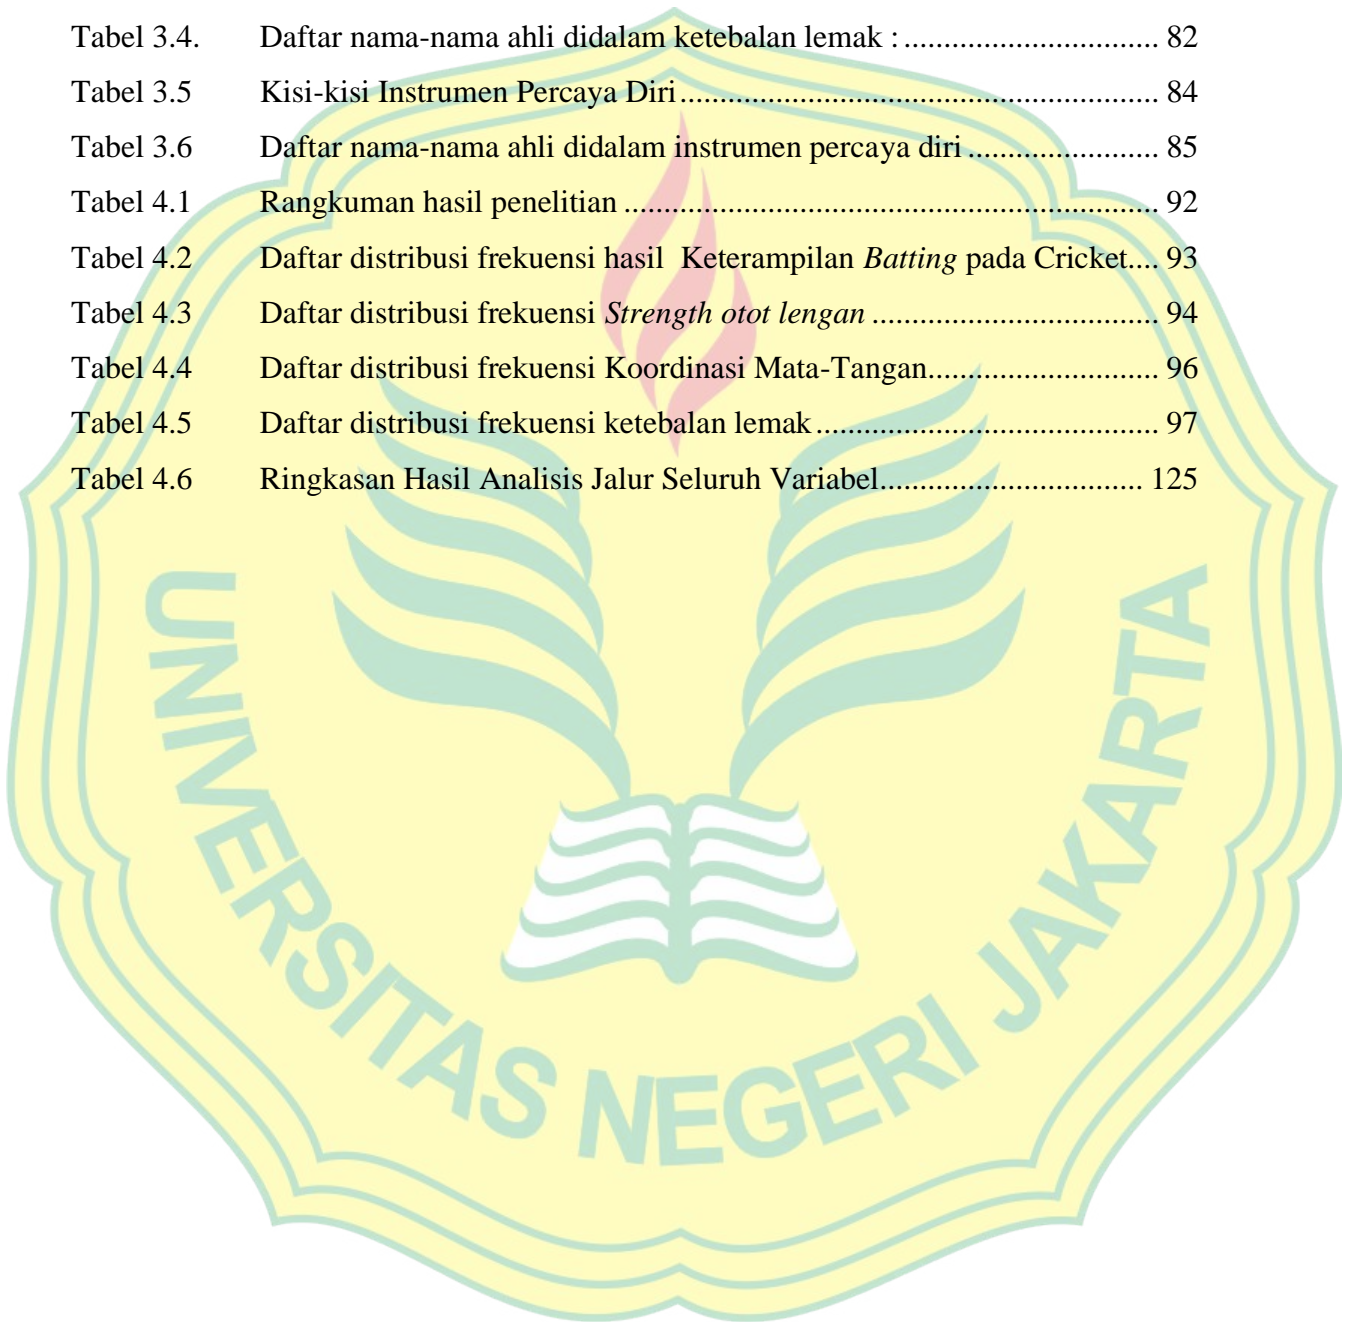 Tabel 3.4. Daftar nama-nama ahli didalam ketebalan lemak : ................................ 82
Tabel 3.5 Kisi-kisi Instrumen Percaya Diri............................................................ 84
Tabel 3.6 Daftar nama-nama ahli didalam instrumen percaya diri ........................ 85
Tabel 4.1 Rangkuman hasil penelitian ................................................................... 92
Tabel 4.2 Daftar distribusi frekuensi hasil Keterampilan Batting pada Cricket.... 93
Tabel 4.3 Daftar distribusi frekuensi Strength otot lengan .................................... 94
Tabel 4.4 Daftar distribusi frekuensi Koordinasi Mata-Tangan............................. 96
Tabel 4.5 Daftar distribusi frekuensi ketebalan lemak........................................... 97
Tabel 4.6 Ringkasan Hasil Analisis Jalur Seluruh Variabel................................. 125
UNIVERSITAS NEGERI JAKARTA